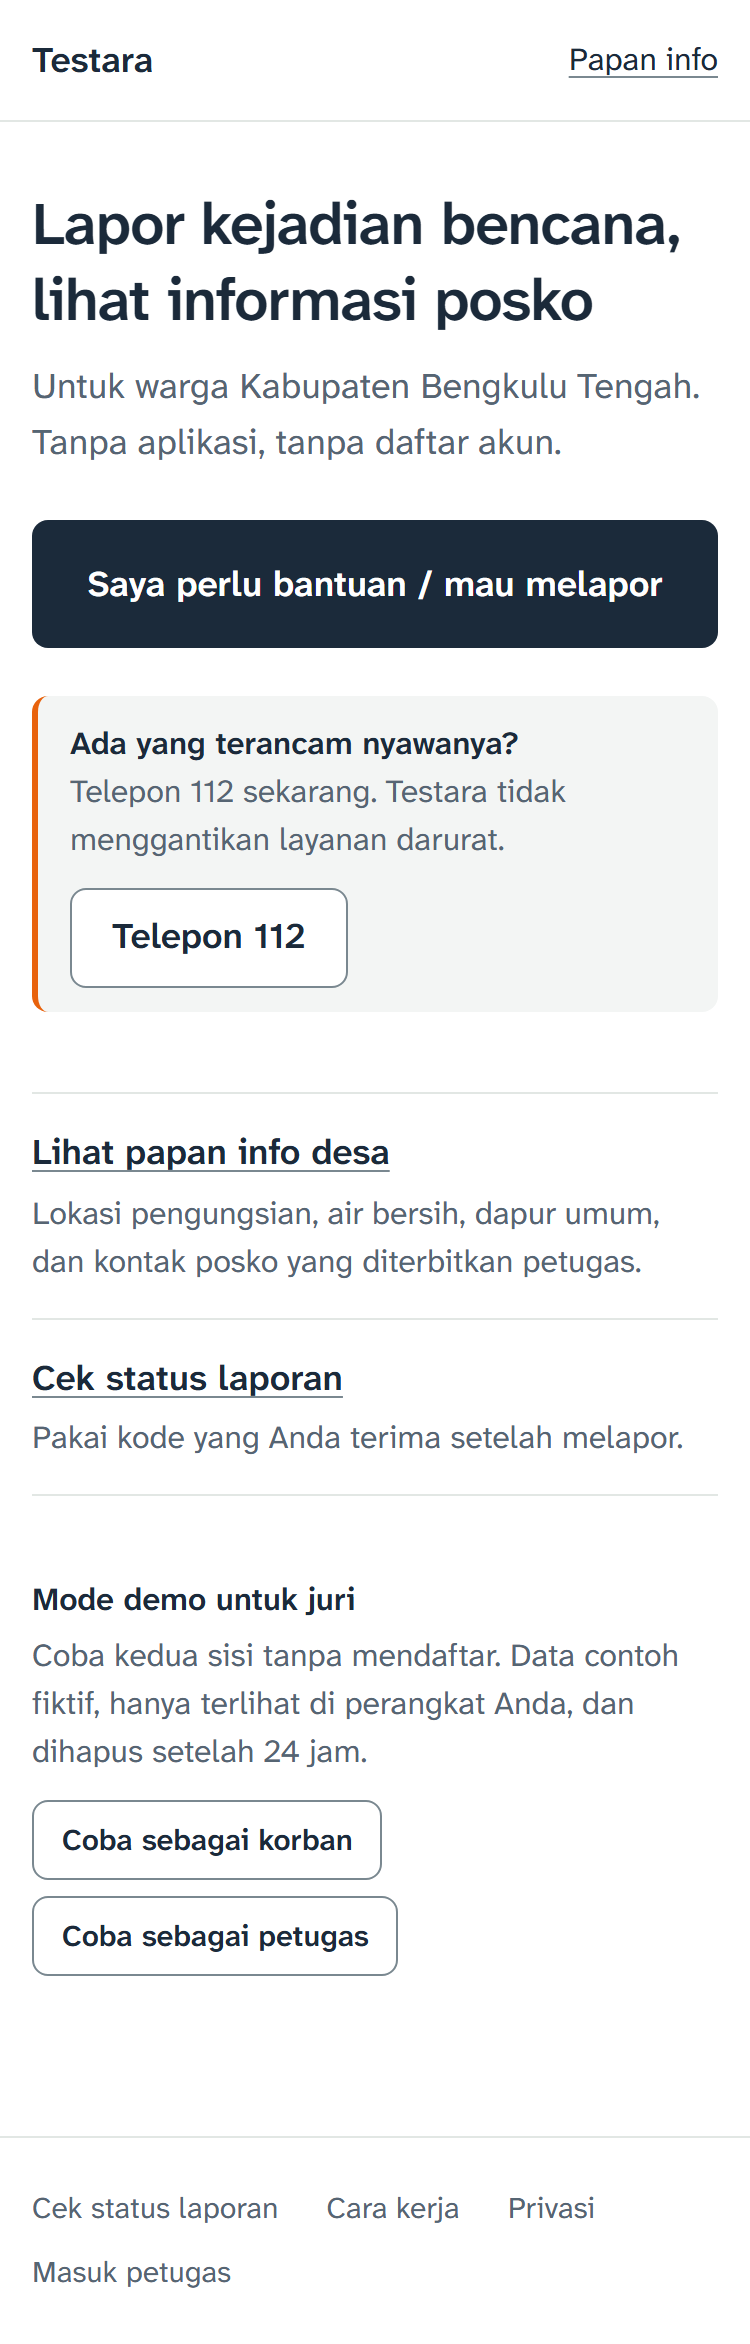 Testara
Papan info
Lapor kejadian bencana,
lihat informasi posko
Untuk warga Kabupaten Bengkulu Tengah.
Tanpa aplikasi, tanpa daftar akun.
Saya perlu bantuan / mau melapor
Ada yang terancam nyawanya?
Telepon 112 sekarang. Testara tidak
menggantikan layanan darurat.
Telepon 112
Lihat papan info desa
Lokasi pengungsian, air bersih, dapur umum,
dan kontak posko yang diterbitkan petugas.
Cek status laporan
Pakai kode yang Anda terima setelah melapor.
Mode demo untuk juri
Coba kedua sisi tanpa mendaftar. Data contoh
fiktif, hanya terlihat di perangkat Anda, dan
dihapus setelah 24 jam.
Coba sebagai korban
Coba sebagai petugas
Cek status laporan
Cara kerja
Privasi
Masuk petugas